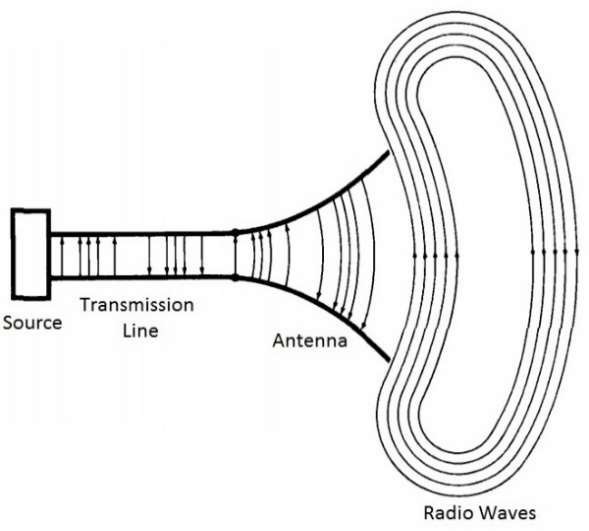 Source
Transmission
Line
Antenna
Radio Waves